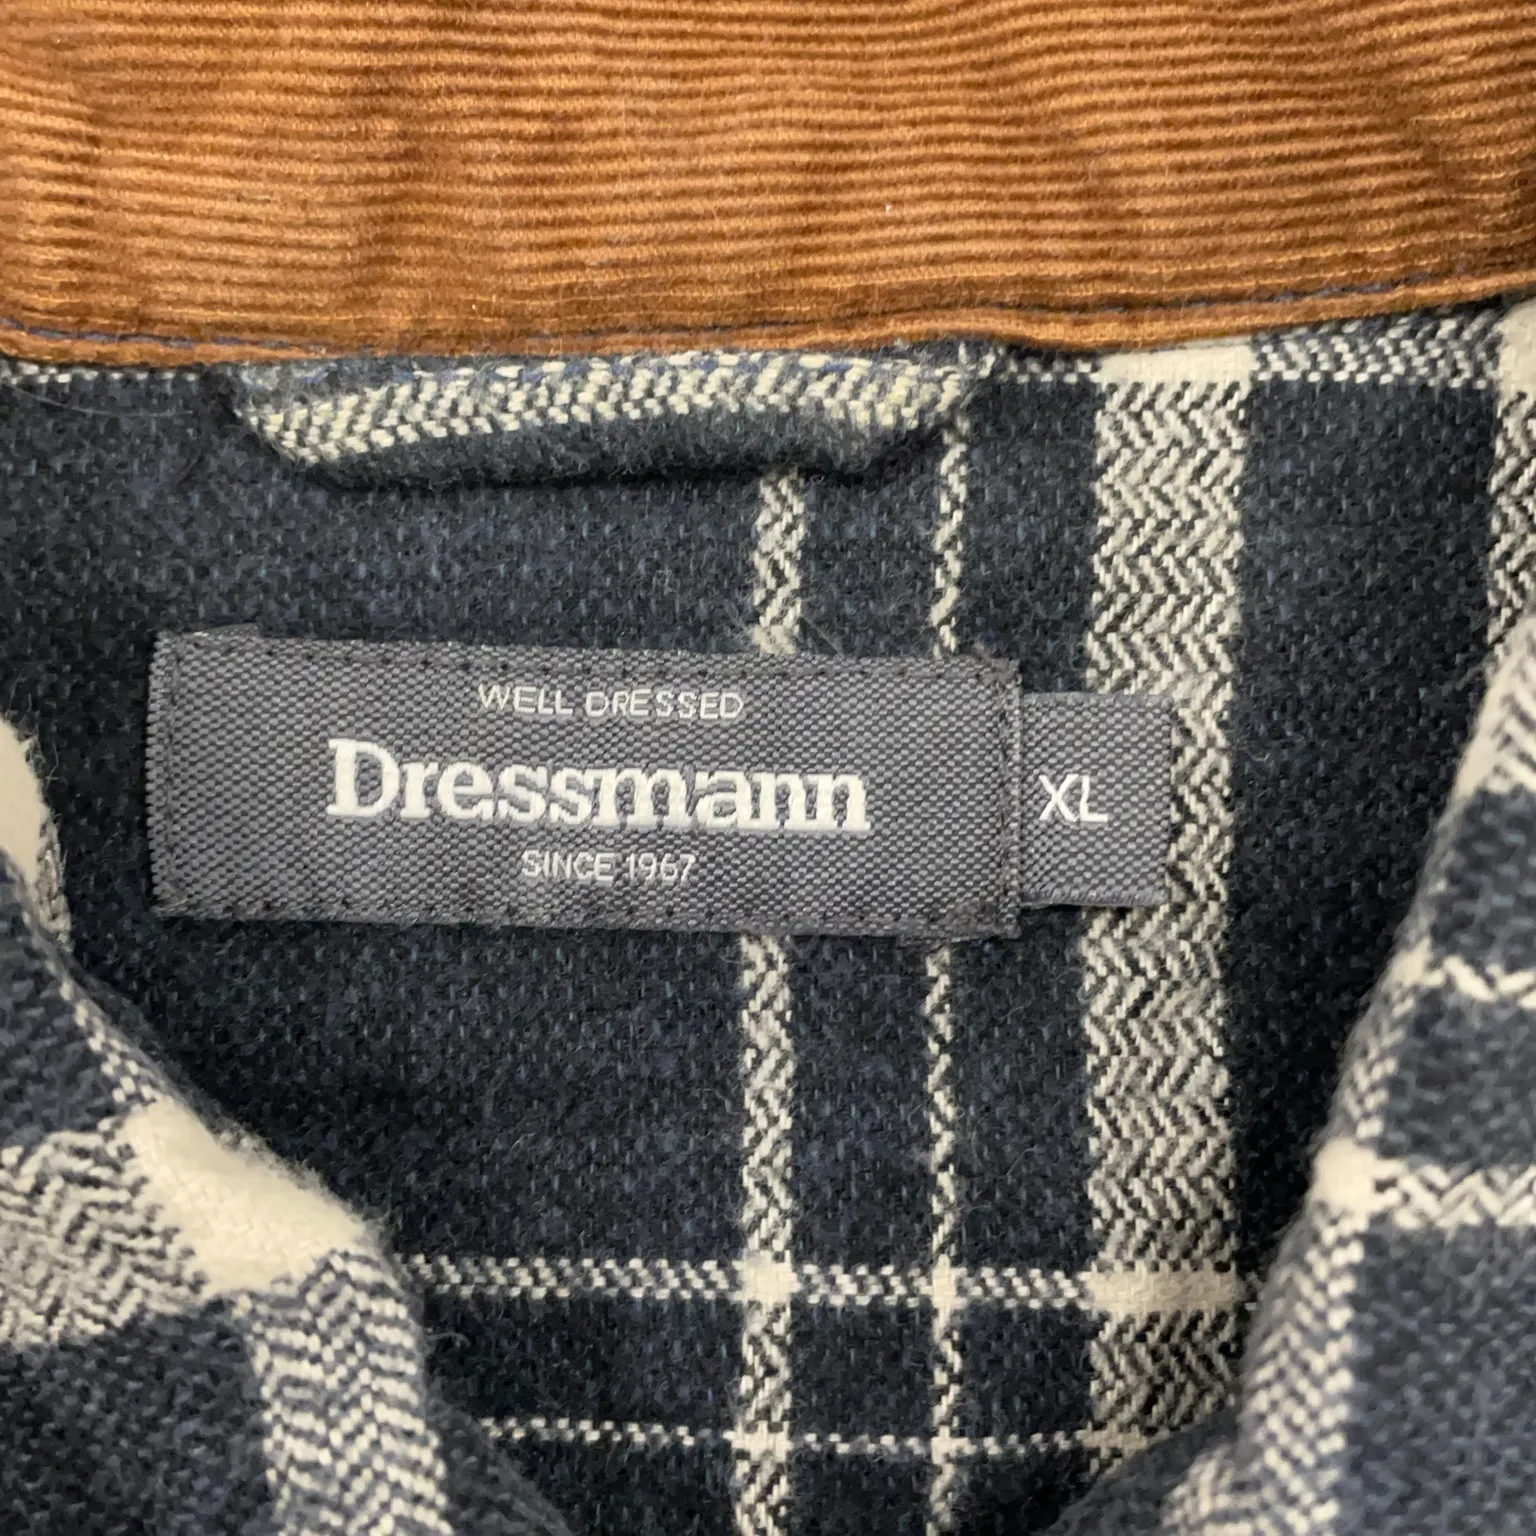 WELL DRESSED
Dressmann
SINCE 1967
XL